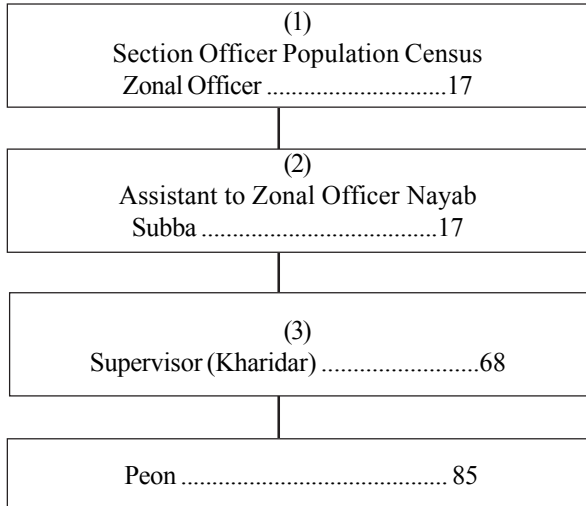 (1)
Section Officer Population Census
Zonal Officer ..............................17
(2)
Assistant to Zonal Officer Nayab
Subba .......................................17
(3)
Supervisor (Kharidar) ..........................68
Peon ............................................ 85